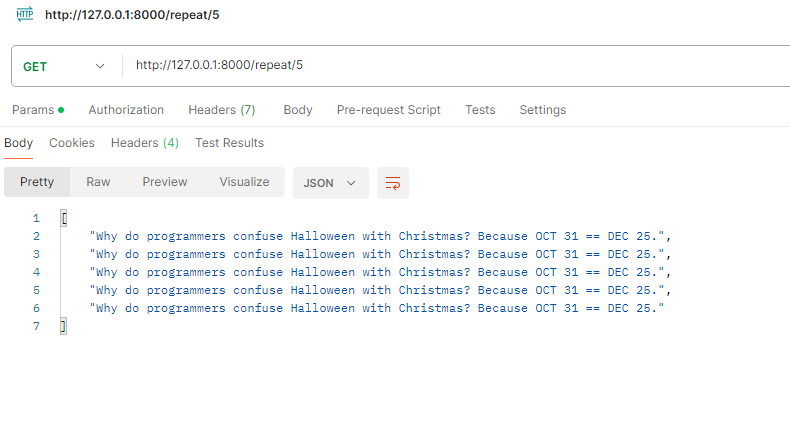 HTTP http://127.0.0.1:8000/repeat/5
GET http://127.0.0.1:8000/repeat/5
Params Authorization Headers (7) Body Pre-request Script Tests Settings
Body Cookies Headers (4) Test Results
Pretty Raw Preview Visualize JSON
1 [
2 "Why do programmers confuse Halloween with Christmas? Because OCT 31 == DEC 25.",
3 "Why do programmers confuse Halloween with Christmas? Because OCT 31 == DEC 25.",
4 "Why do programmers confuse Halloween with Christmas? Because OCT 31 == DEC 25.",
5 "Why do programmers confuse Halloween with Christmas? Because OCT 31 == DEC 25.",
6 "Why do programmers confuse Halloween with Christmas? Because OCT 31 == DEC 25."
7 ]